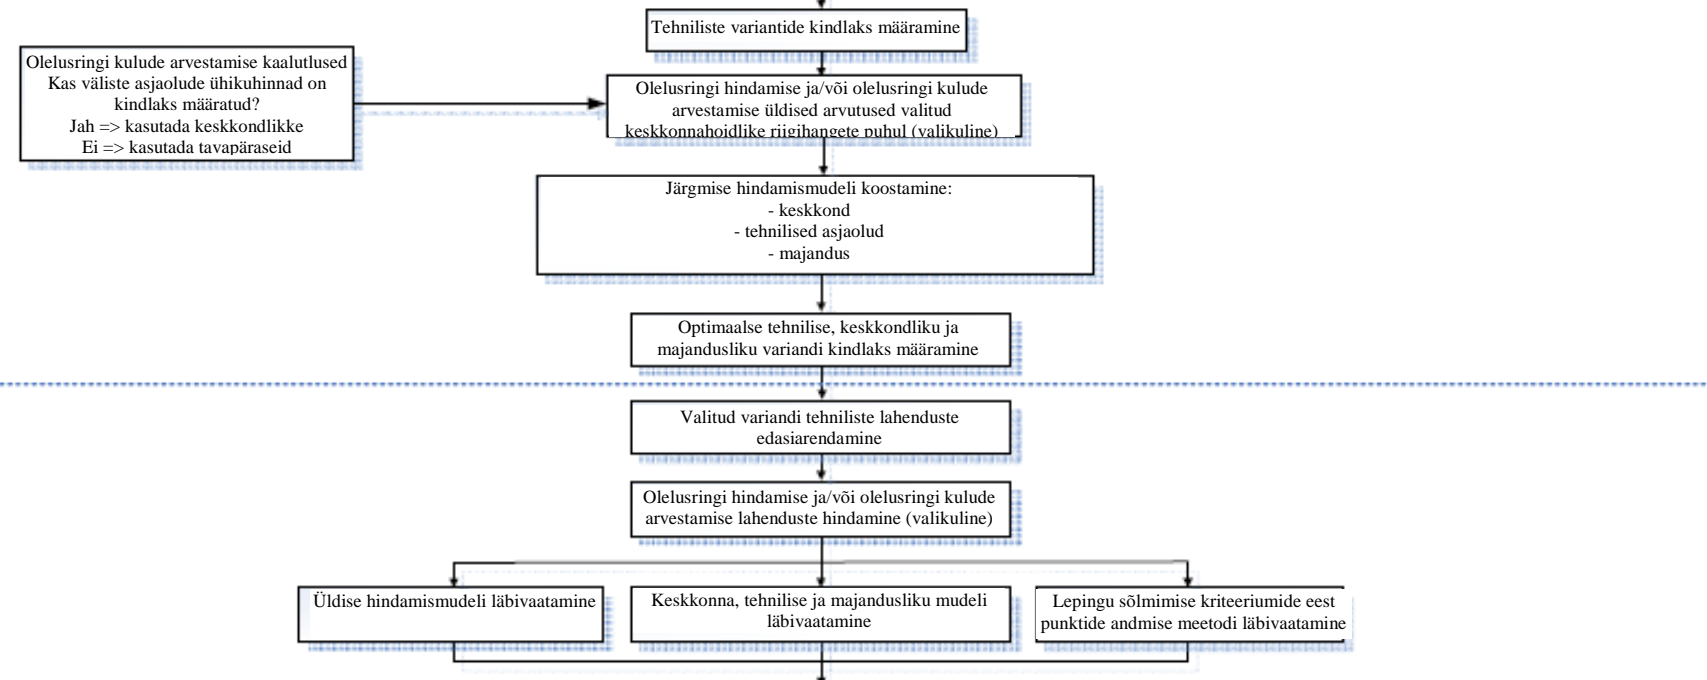 Tehniliste variantide kindlaks määramine
Olelusringi kulude arvestamise kaalutlused
Kas väliste asjaolude ühikuhinnad on
kindlaks määratud?
Jah => kasutada keskkondlikke
Ei => kasutada tavapäraseid
Olelusringi hindamise ja/või olelusringi kulude
arvestamise üldised arvutused valitud
keskkonnahoidlike riigihangete puhul (valikuline)
Järgmise hindamismudeli koostamine:
- keskkond
- tehnilised asjaolud
- majandus
Optimaalse tehnilise, keskkondliku ja
majandusliku variandi kindlaks määramine
Valitud variandi tehniliste lahenduste
edasiarendamine
Olelusringi hindamise ja/või olelusringi kulude
arvestamise lahenduste hindamine (valikuline)
Üldise hindamismudeli läbivaatamine
Keskkonna, tehnilise ja majandusliku mudeli
läbivaatamine
Lepingu sõlmimise kriteeriumide eest
punktide andmise meetodi läbivaatamine